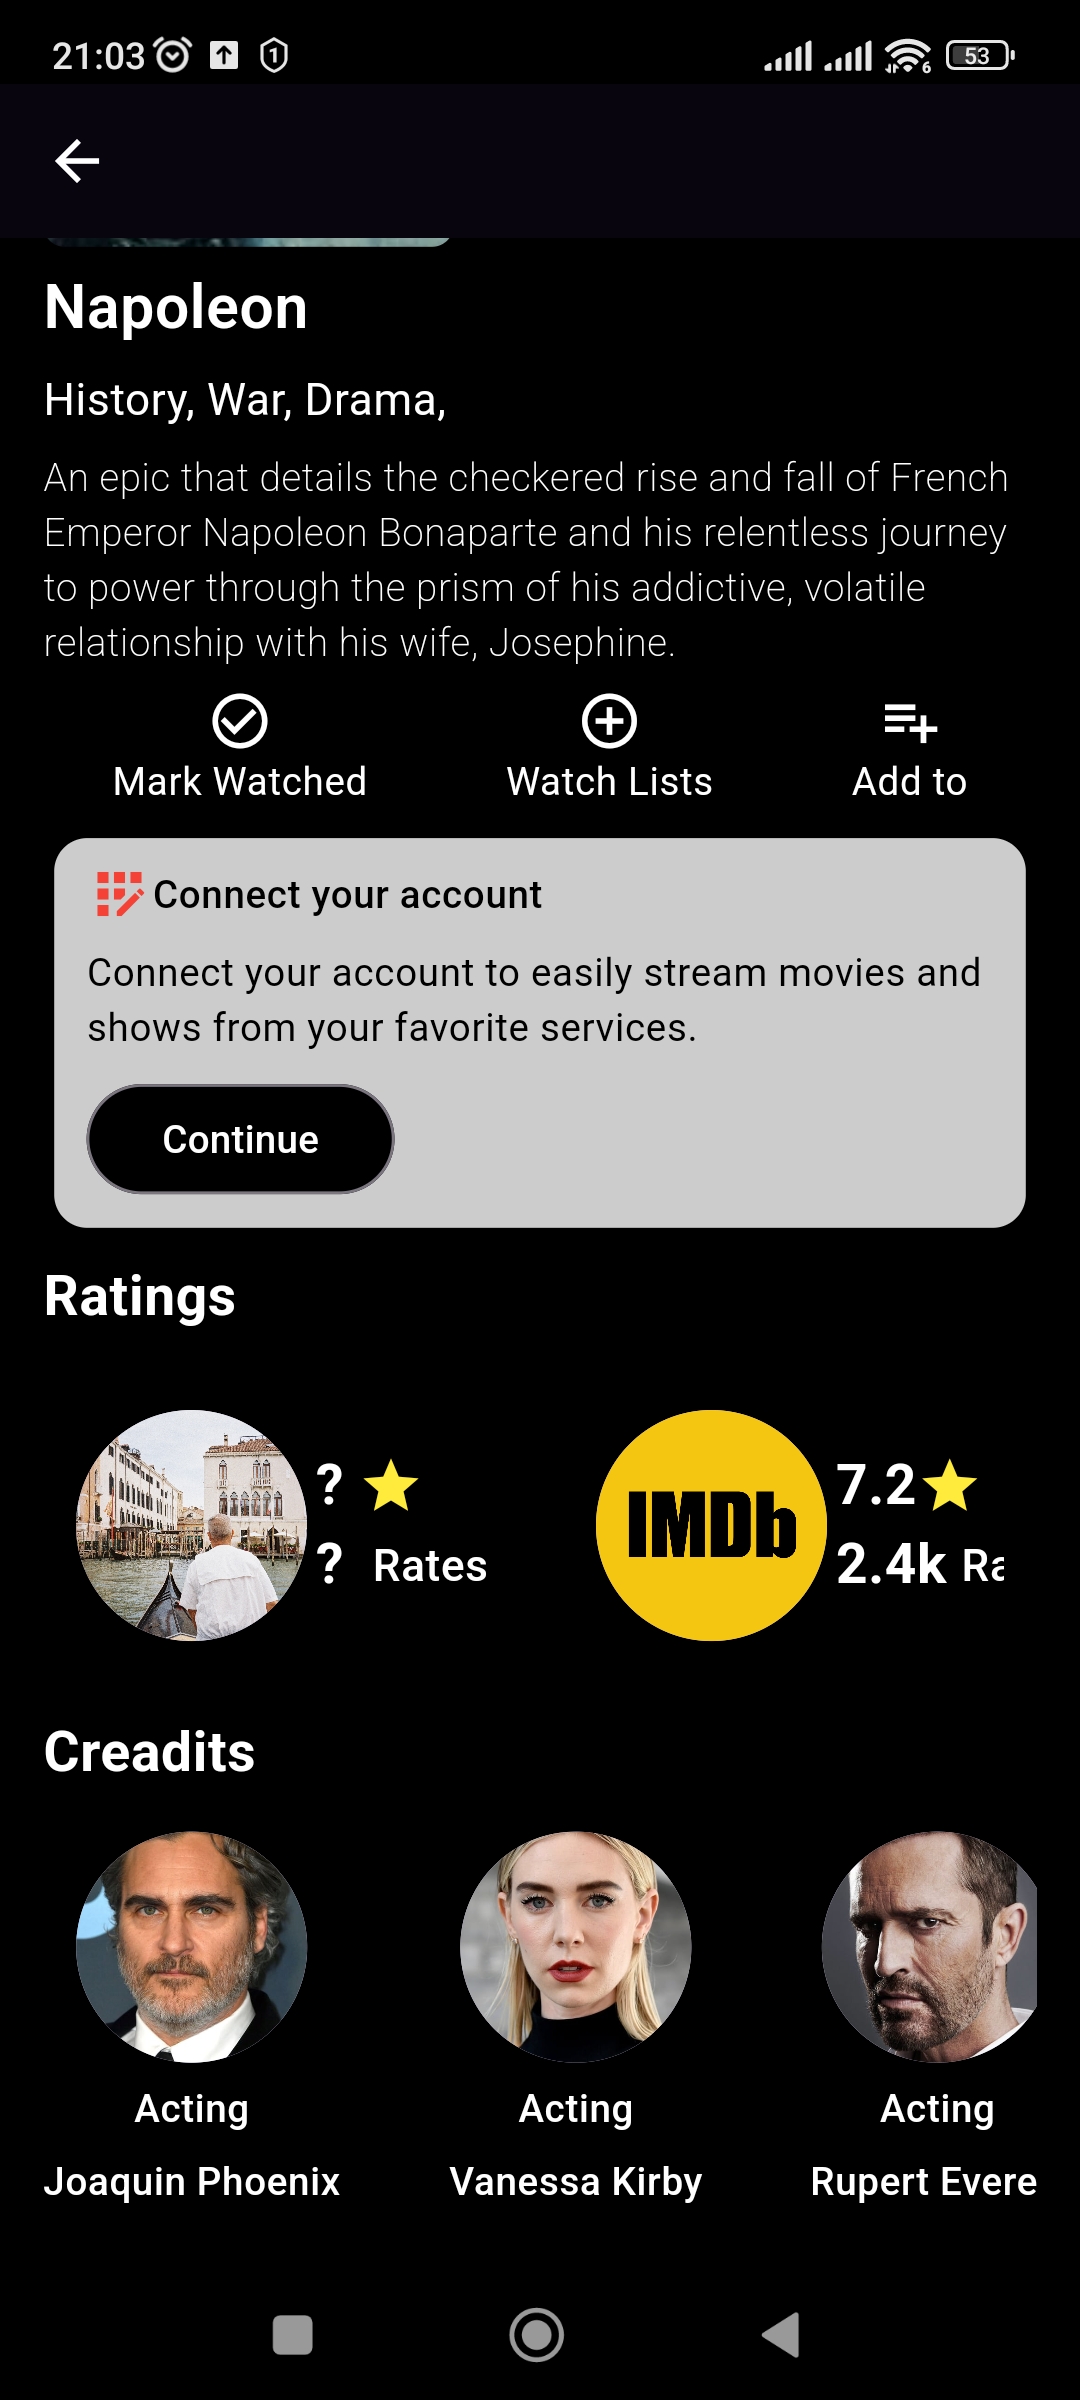 21:03
1
6
53
Napoleon
History, War, Drama,
An epic that details the checkered rise and fall of French
Emperor Napoleon Bonaparte and his relentless journey
to power through the prism of his addictive, volatile
relationship with his wife, Josephine.
Mark Watched Watch Lists Add to
Connect your account
Connect your account to easily stream movies and
shows from your favorite services.
Continue
Ratings
? 
? Rates
IMDb
7.2
2.4k Ra
Creadits
Acting Acting Acting
Joaquin Phoenix Vanessa Kirby Rupert Evere